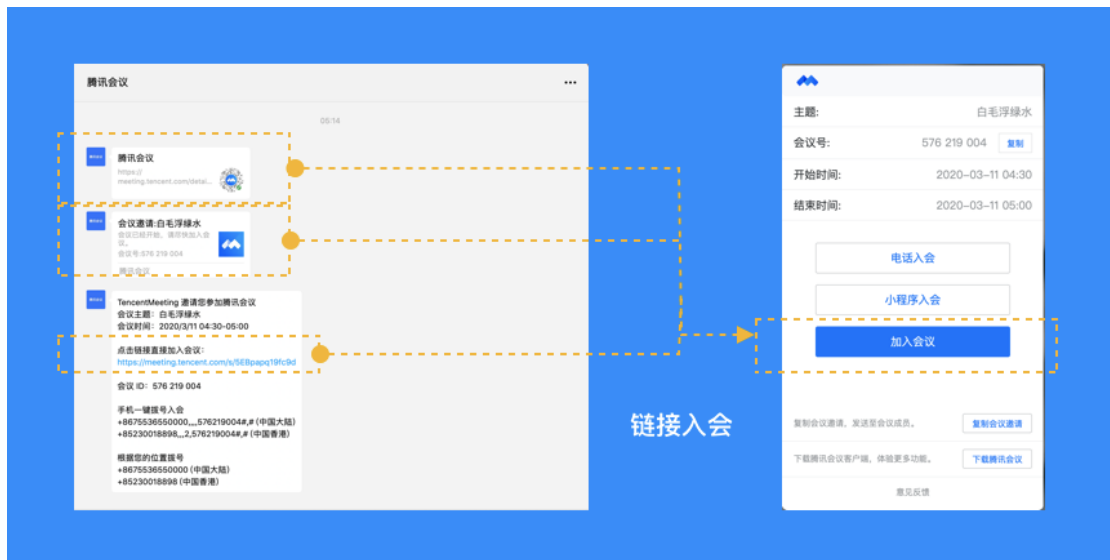 腾讯会议
05:14
腾讯会议
https://
meeting.tencent.com/detai...
会议邀请:白毛浮绿水
会议已经开始，请尽快加入会
议。
会议号:576 219 004
腾讯会议
TencentMeeting 邀请您参加腾讯会议
会议主题：白毛浮绿水
会议时间：2020/3/11 04:30-05:00
点击链接直接加入会议：
https://meeting.tencent.com/s/5EBpapq19fc9d
会议 ID：576 219 004
手机一键拨号入会
+8675536550000,,,576219004#,# (中国大陆)
+85230018898,,,2,576219004#,# (中国香港)
根据您的位置拨号
+8675536550000 (中国大陆)
+85230018898 (中国香港)
链接入会
主题: 白毛浮绿水
会议号: 576 219 004 复制
开始时间: 2020-03-11 04:30
结束时间: 2020-03-11 05:00
电话入会
小程序入会
加入会议
复制会议邀请，发送至会议成员。 复制会议邀请
下载腾讯会议客户端，体验更多功能。 下载腾讯会议
意见反馈